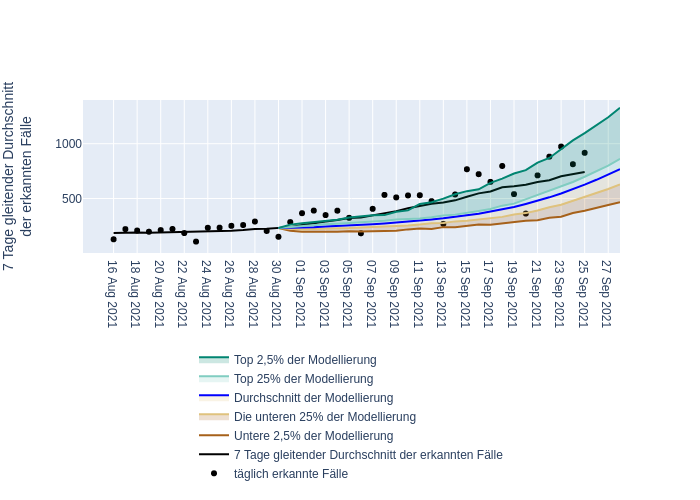 7 Tage gleitender Durchschnitt
der erkannten Fälle
1000
500
16 Aug 2021
18 Aug 2021
20 Aug 2021
22 Aug 2021
24 Aug 2021
26 Aug 2021
28 Aug 2021
30 Aug 2021
01 Sep 2021
03 Sep 2021
05 Sep 2021
07 Sep 2021
09 Sep 2021
11 Sep 2021
13 Sep 2021
15 Sep 2021
17 Sep 2021
19 Sep 2021
21 Sep 2021
23 Sep 2021
25 Sep 2021
27 Sep 2021
Top 2,5% der Modellierung
Top 25% der Modellierung
Durchschnitt der Modellierung
Die unteren 25% der Modellierung
Untere 2,5% der Modellierung
7 Tage gleitender Durchschnitt der erkannten Fälle
täglich erkannte Fälle